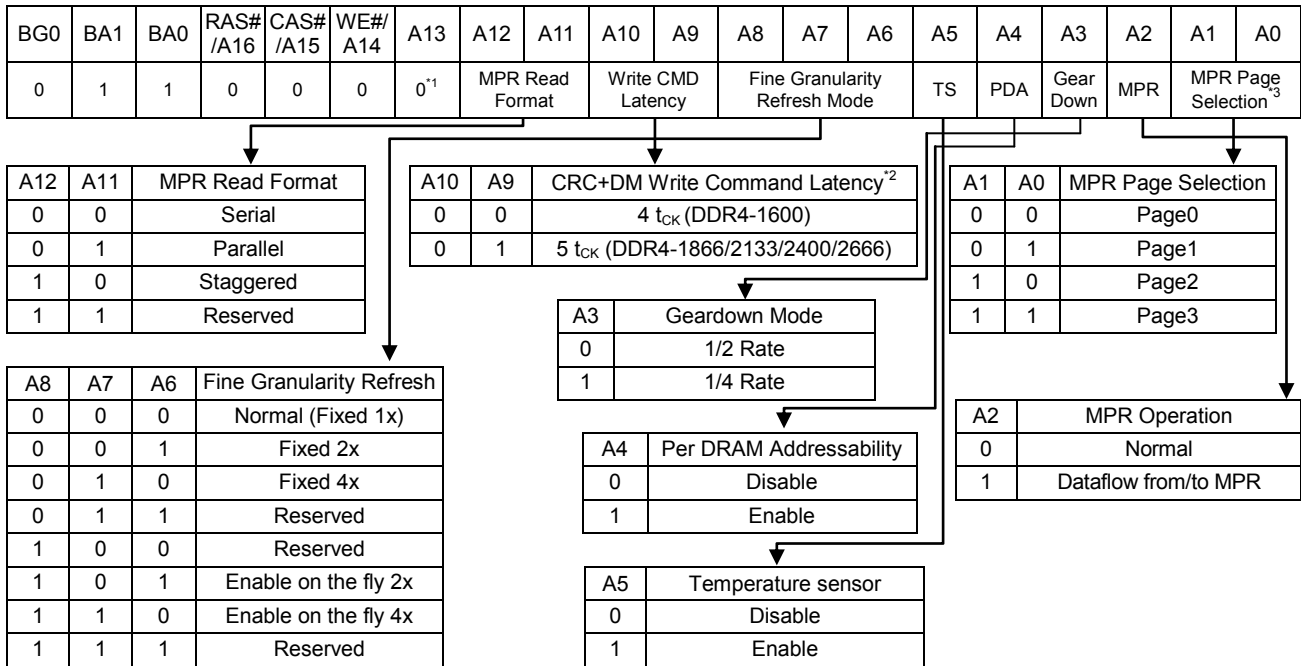 BG0 BA1 BA0 RAS# /A16 CAS# /A15 WE#/ A14 A13 A12 A11 A10 A9 A8 A7 A6 A5 A4 A3 A2 A1 A0
0 1 1 0 0 0 0*1 MPR Read Format Write CMD Latency Fine Granularity Refresh Mode TS PDA Gear Down MPR MPR Page Selection*3
A12 A11 MPR Read Format
0 0 Serial
0 1 Parallel
1 0 Staggered
1 1 Reserved
A10 A9 CRC+DM Write Command Latency*2
0 0 4 tCK (DDR4-1600)
0 1 5 tCK (DDR4-1866/2133/2400/2666)
A1 A0 MPR Page Selection
0 0 Page0
0 1 Page1
1 0 Page2
1 1 Page3
A3 Geardown Mode
0 1/2 Rate
1 1/4 Rate
A8 A7 A6 Fine Granularity Refresh
0 0 0 Normal (Fixed 1x)
0 0 1 Fixed 2x
0 1 0 Fixed 4x
0 1 1 Reserved
1 0 0 Reserved
1 0 1 Enable on the fly 2x
1 1 0 Enable on the fly 4x
1 1 1 Reserved
A4 Per DRAM Addressability
0 Disable
1 Enable
A2 MPR Operation
0 Normal
1 Dataflow from/to MPR
A5 Temperature sensor
0 Disable
1 Enable